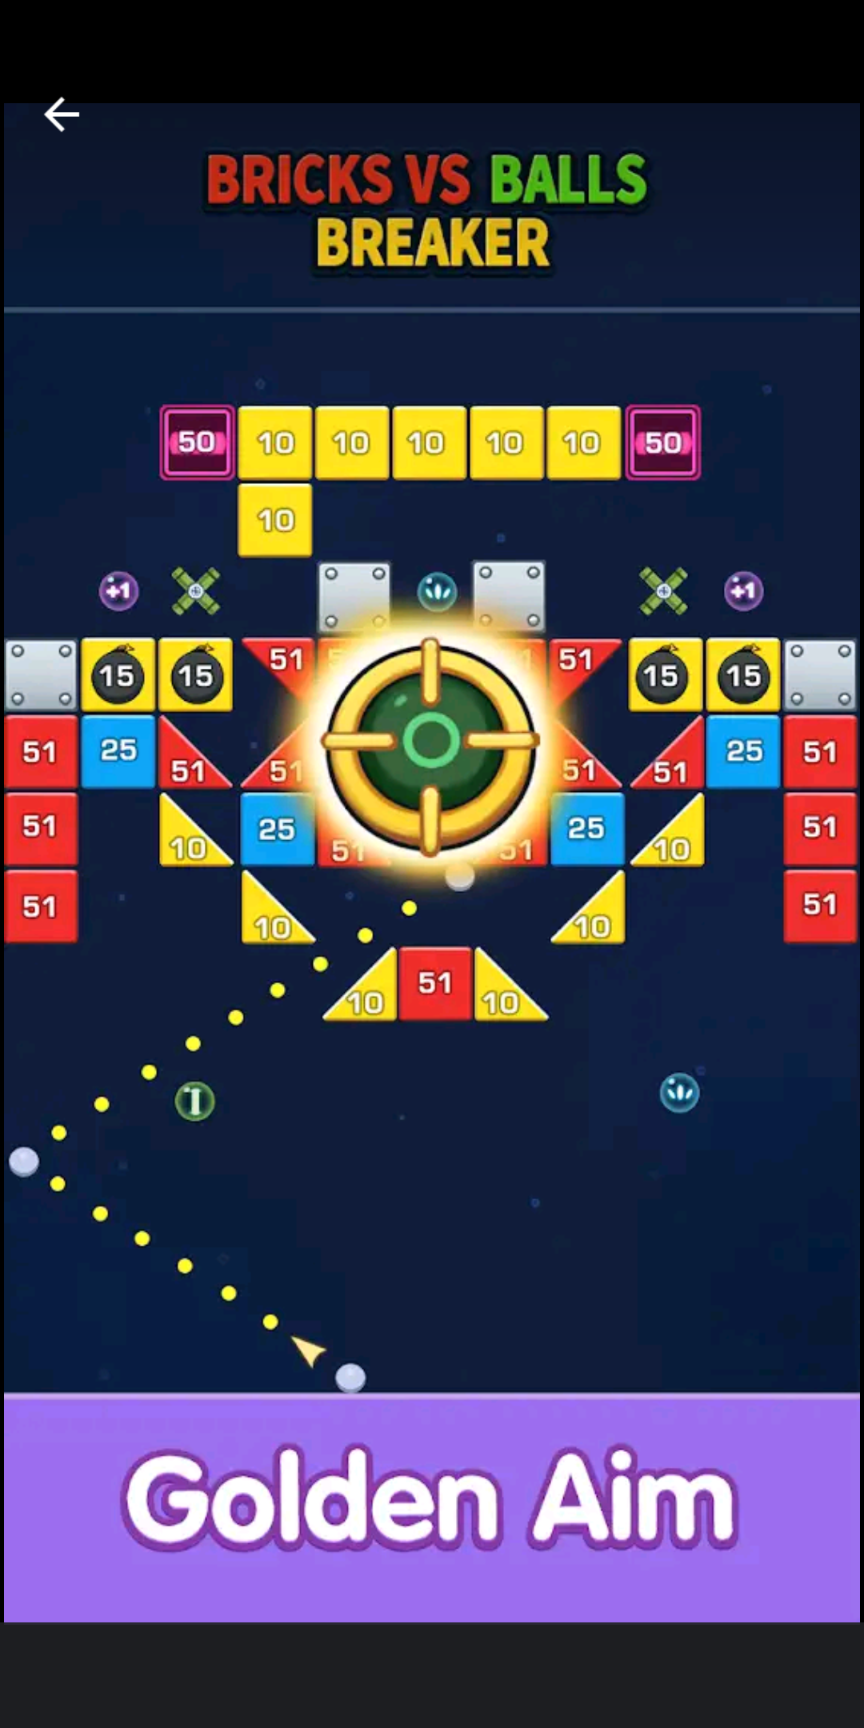 BRICKS VS BALLS
BREAKER
50 10 10 10 10 10 50
10
+1 +1
15 15 51 51 15 15
51 25 51 51 51 51 25 51
51 10 25 51 51 25 10 51
51 10 10 51
10 51 10
Golden Aim